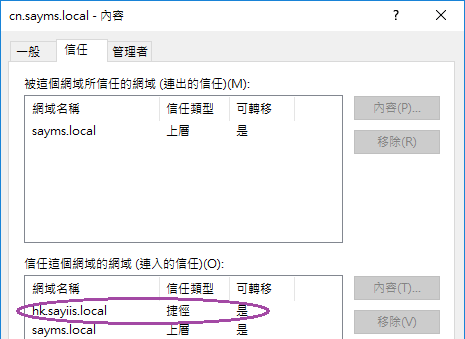 cn.sayms.local - 內容
一般 信任 管理者
被這個網域所信任的網域 (連出的信任)(M):
網域名稱 信任類型 可轉移 內容(P)...
sayms.local 上層 是 移除(R)
信任這個網域的網域 (連入的信任)(O):
網域名稱 信任類型 可轉移 內容(T)...
hk.sayiis.local 捷徑 是
sayms.local 上層 是 移除(V)